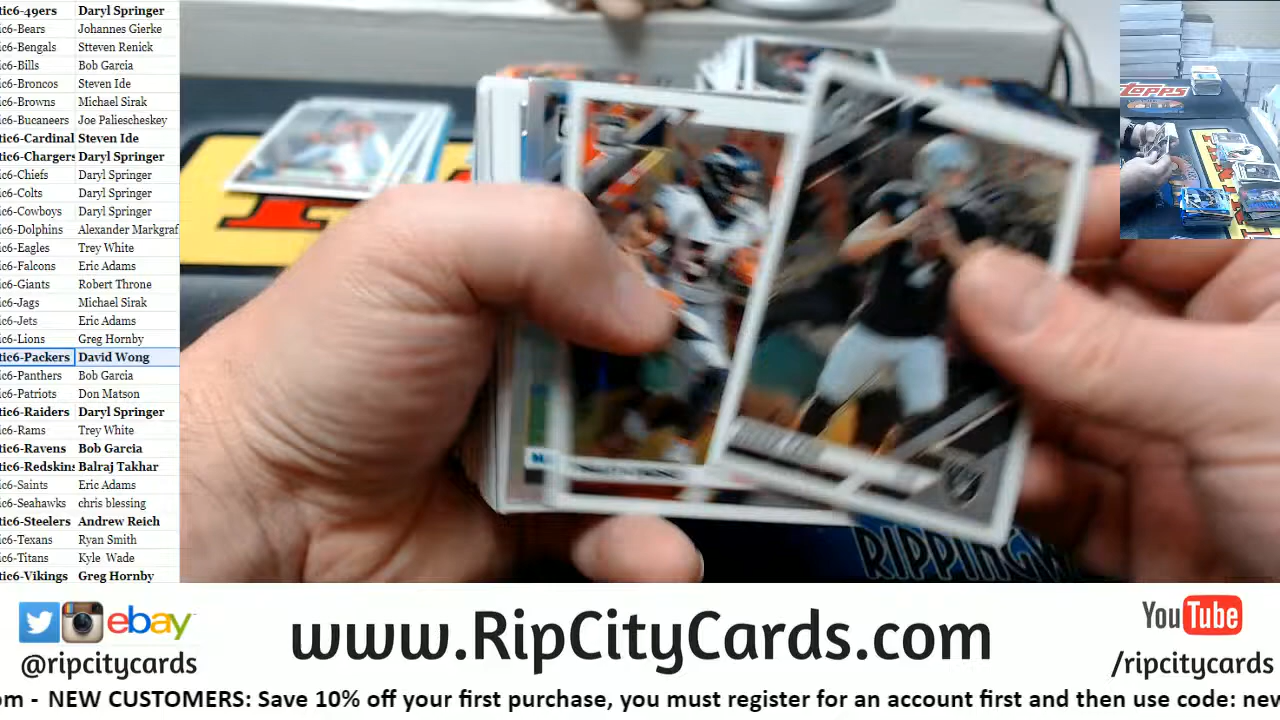 tic6-49ers Daryl Springer
ic6-Bears Johannes Gierke
ic6-Bengals Stteven Renick
ic6-Bills Bob Garcia
ic6-Broncos Steven Ide
ic6-Browns Michael Sirak
ic6-Bucaneers Joe Paliescheskey
tic6-Cardinal Steven Ide
tic6-Chargers Daryl Springer
ic6-Chiefs Daryl Springer
ic6-Colts Daryl Springer
ic6-Cowboys Daryl Springer
ic6-Dolphins Alexander Markgraf
ic6-Eagles Trey White
ic6-Falcons Eric Adams
ic6-Giants Robert Throne
ic6-Jags Michael Sirak
ic6-Jets Eric Adams
ic6-Lions Greg Hornby
tic6-Packers David Wong
ic6-Panthers Bob Garcia
ic6-Patriots Don Matson
tic6-Raiders Daryl Springer
ic6-Rams Trey White
tic6-Ravens Bob Garcia
tic6-Redskins Balraj Takhar
ic6-Saints Eric Adams
ic6-Seahawks chris blessing
tic6-Steelers Andrew Reich
ic6-Texans Ryan Smith
ic6-Titans Kyle Wade
tic6-Vikings Greg Hornby
Topps
RIPPINGW
ebay
@ripcitycards
www.RipCityCards.com
YouTube
/ripcitycards
om - NEW CUSTOMERS: Save 10% off your first purchase, you must register for an account first and then use code: new